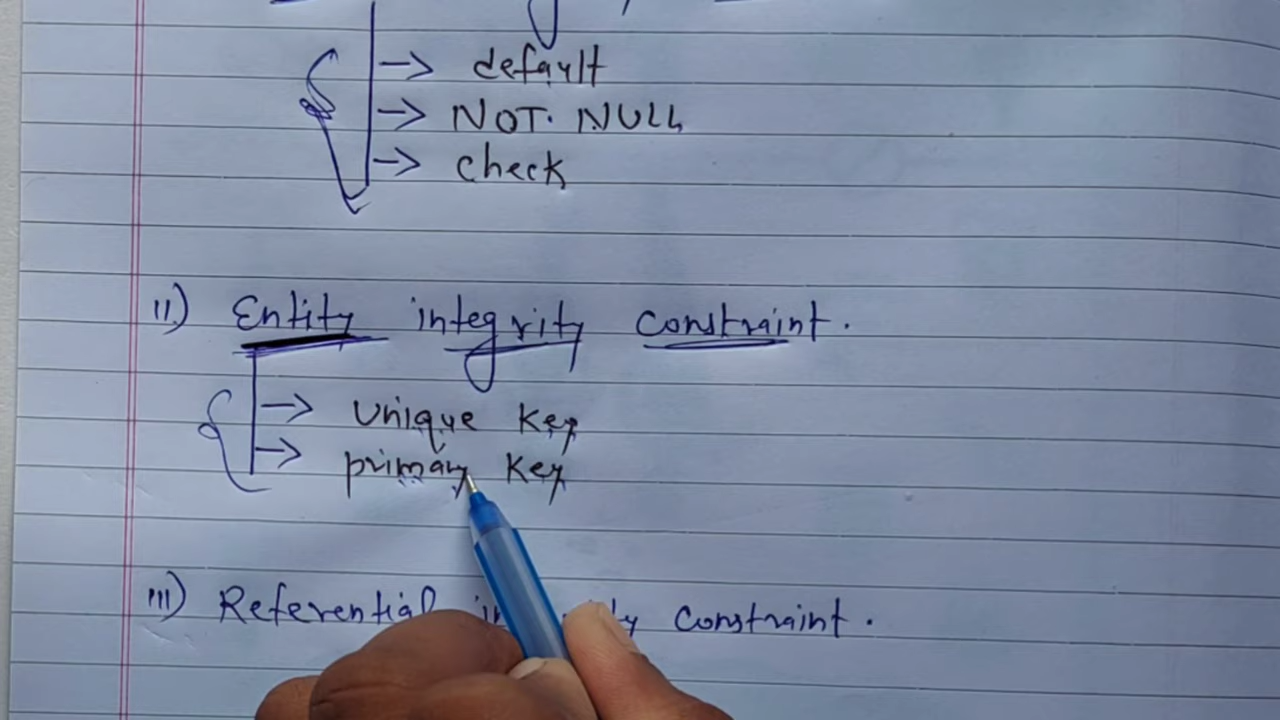 → default
→ NOT NULL
→ check
II) Entity integrity constraint.
→ Unique key
→ primary key
III) Referential constraint.